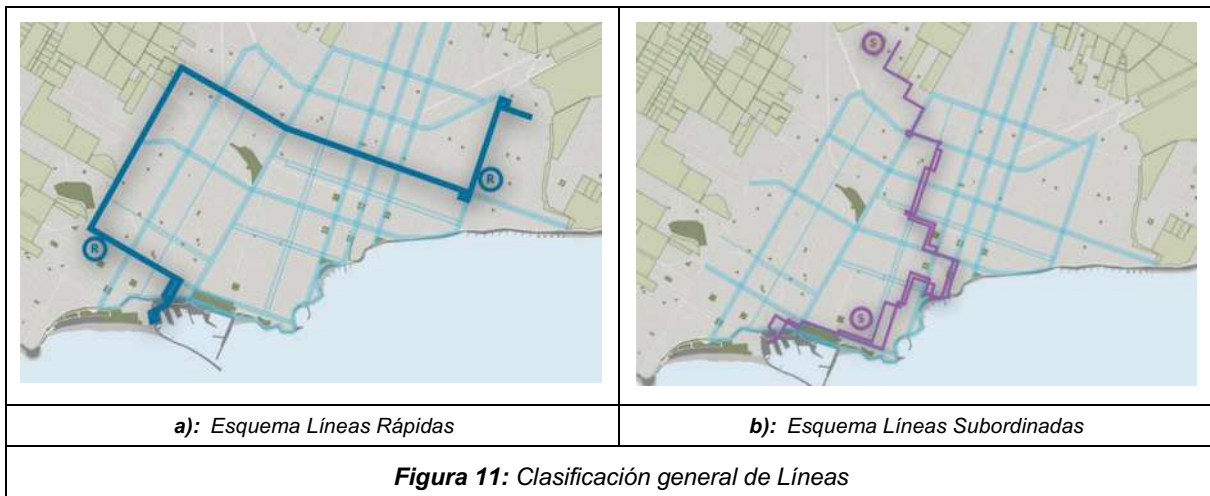 R
R
S
S
a): Esquema Líneas Rápidas
b): Esquema Líneas Subordinadas
Figura 11: Clasificación general de Líneas